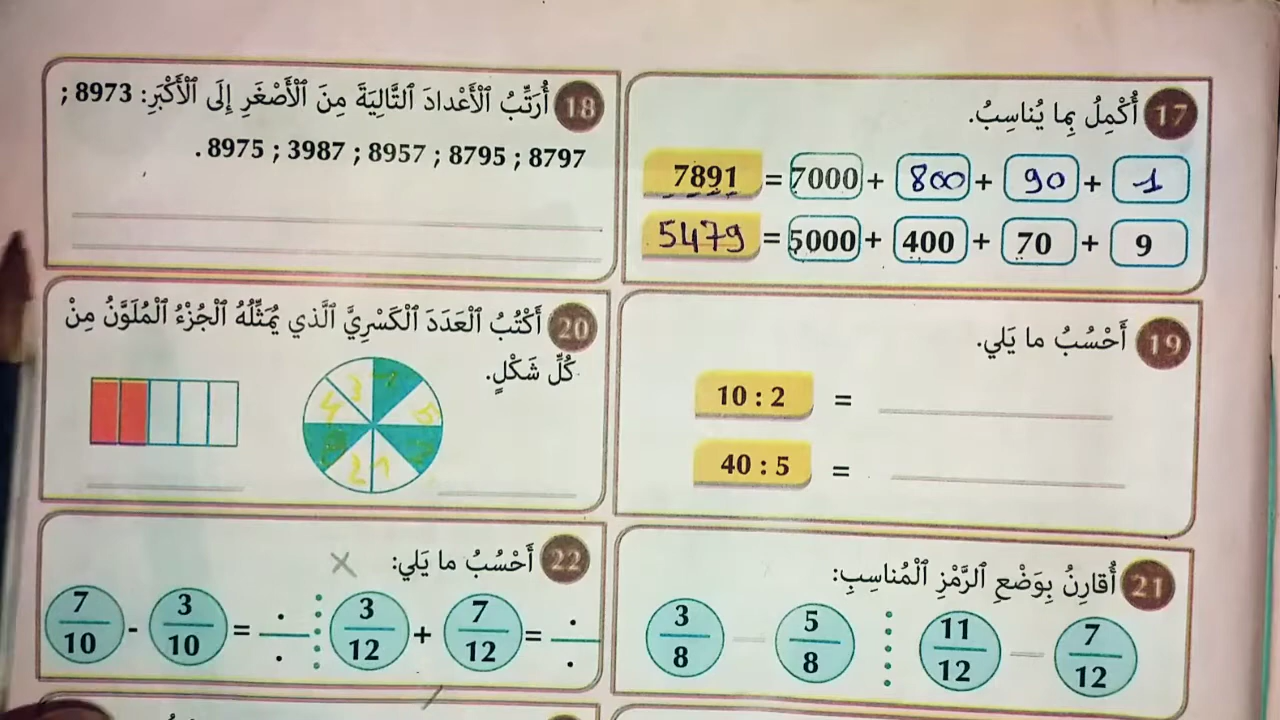 17 أُكْمِلُ بِما يُناسِبُ.
7891 = 7000 + 800 + 90 + 1
5479 = 5000 + 400 + 70 + 9
18 أُرَتِّبُ ٱلْأَعْدادَ ٱلتَّالِيَةَ مِنَ ٱلْأَصْغَرِ إِلَى ٱلْأَكْبَرِ: 8973 ;
8797 ; 8795 ; 8957 ; 3987 ; 8975 .
19 أَحْسُبُ ما يَلي.
10 : 2 =
40 : 5 =
20 أَكْتُبُ ٱلْعَدَدَ ٱلْكَسْرِيَّ ٱلَّذي يُمَثِّلُهُ ٱلْجُزْءُ ٱلْمُلَوَّنُ مِنْ
كُلِّ شَكْلٍ.
21 أُقارِنُ بِوَضْعِ ٱلرَّمْزِ ٱلْمُناسِبِ:
3/8 5/8 11/12 7/12
22 أَحْسُبُ ما يَلي: ×
7/10 - 3/10 = 3/12 + 7/12 =